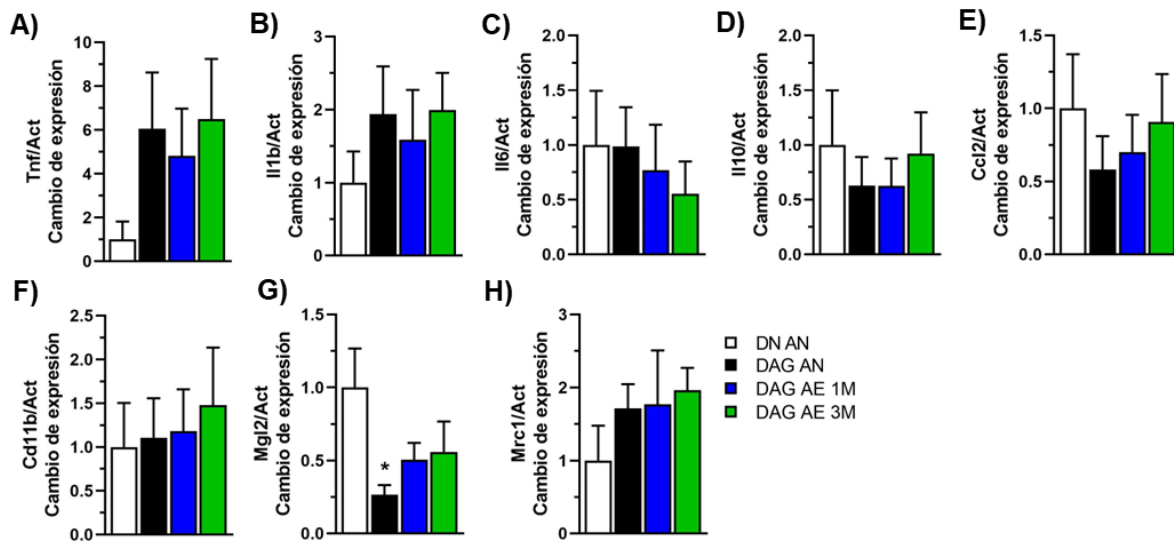 A)
Tnf/Act
Cambio de expresión
10
8
6
4
2
0
B)
Il1b/Act
Cambio de expresión
3
2
1
0
C)
Il6/Act
Cambio de expresión
2.0
1.5
1.0
0.5
0.0
D)
Il10/Act
Cambio de expresión
2.0
1.5
1.0
0.5
0.0
E)
Ccl2/Act
Cambio de expresión
1.5
1.0
0.5
0.0
F)
Cd11b/Act
Cambio de expresión
2.5
2.0
1.5
1.0
0.5
0.0
G)
Mgl2/Act
Cambio de expresión
1.5
1.0
0.5
0.0
*
H)
Mrc1/Act
Cambio de expresión
3
2
1
0
DN AN
DAG AN
DAG AE 1M
DAG AE 3M